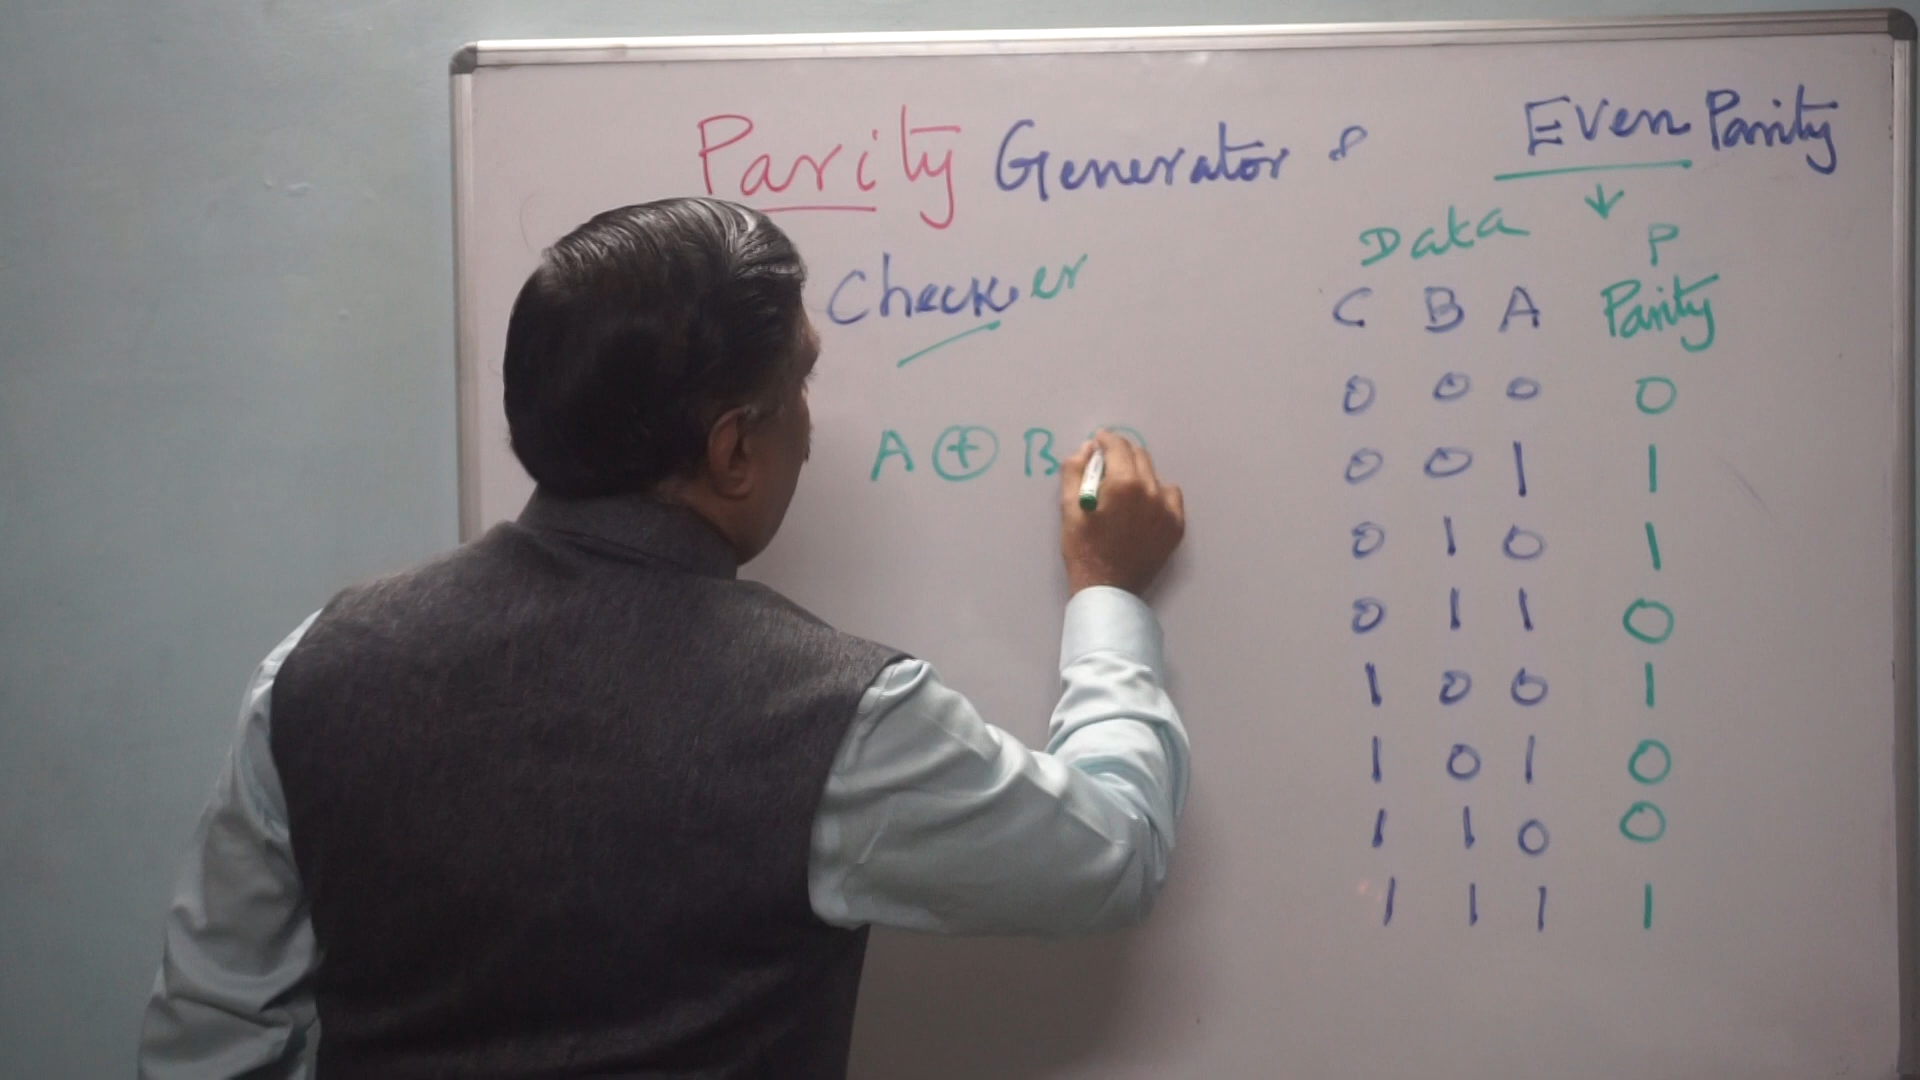 Parity Generator &
Checker
A ⊕ B
Even Parity
↓
Data P
C B A Parity
0 0 0 0
0 0 1 1
0 1 0 1
0 1 1 0
1 0 0 1
1 0 1 0
1 1 0 0
1 1 1 1